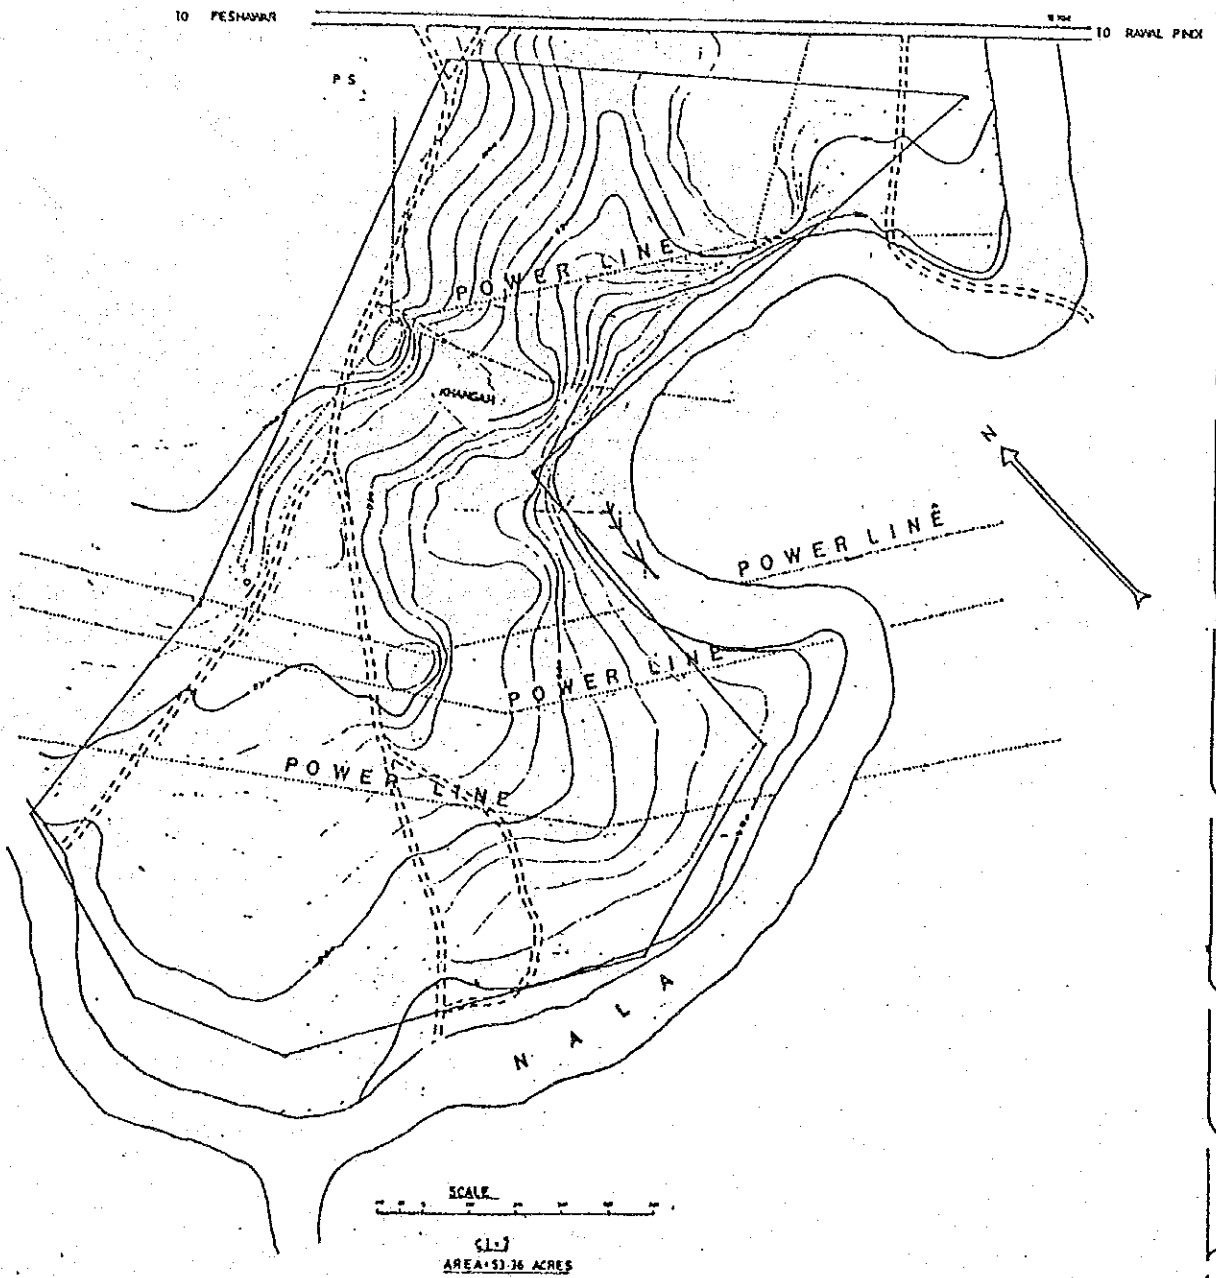 TO PESHAWAR
TO RAWAL PINDI
P S
POWER LINE
KHANGAH
N
POWER LINE
POWER LINE
POWER LINE
NALA
SCALE
AREA=53.36 ACRES